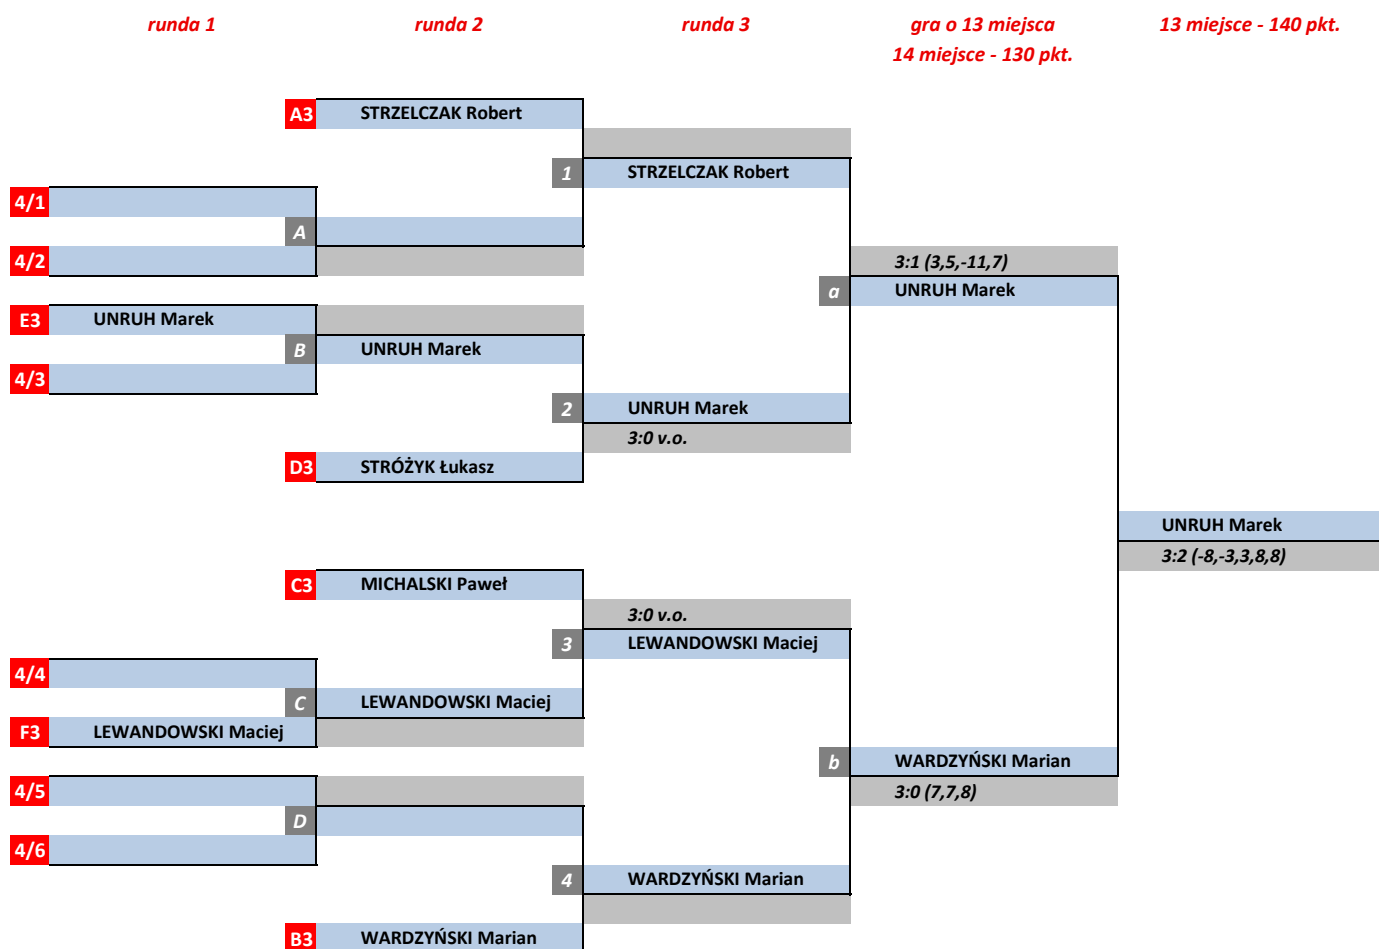 runda 1 runda 2 runda 3 gra o 13 miejsca 13 miejsce - 140 pkt.
14 miejsce - 130 pkt.
A3 STRZELCZAK Robert
1 STRZELCZAK Robert
4/1
A
4/2 3:1 (3,5,-11,7)
a UNRUH Marek
E3 UNRUH Marek
B UNRUH Marek
4/3
2 UNRUH Marek
3:0 v.o.
D3 STRÓŻYK Łukasz
UNRUH Marek
3:2 (-8,-3,3,8,8)
C3 MICHALSKI Paweł
3:0 v.o.
3 LEWANDOWSKI Maciej
4/4
C LEWANDOWSKI Maciej
F3 LEWANDOWSKI Maciej
b WARDZYŃSKI Marian
4/5 3:0 (7,7,8)
D
4/6
4 WARDZYŃSKI Marian
B3 WARDZYŃSKI Marian